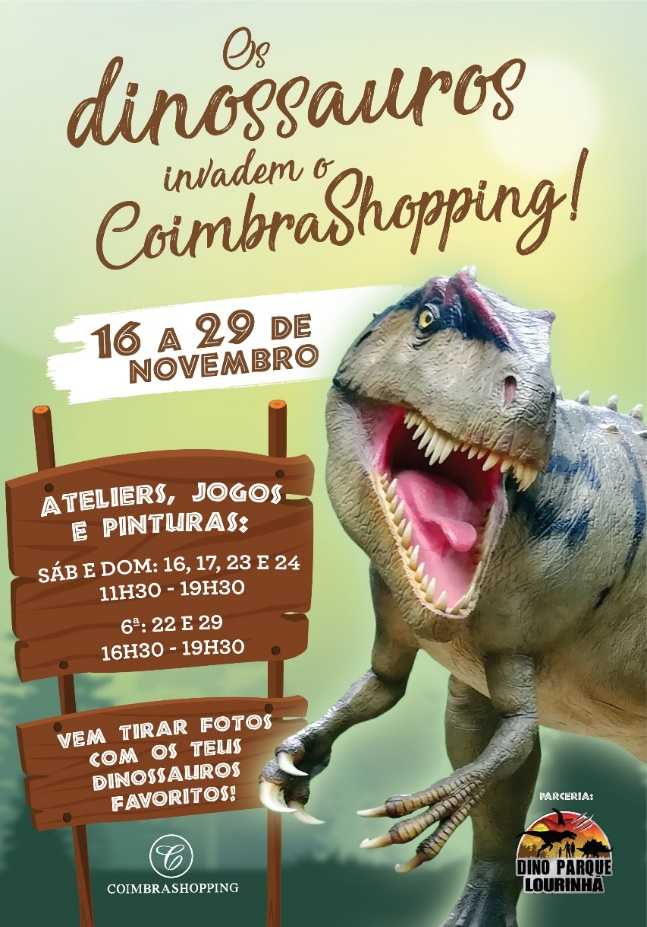 Os
dinossauros
invadem o
CoimbraShopping!
16 A 29 DE
NOVEMBRO
ATELIERS, JOGOS
E PINTURAS:
SÁB E DOM: 16, 17, 23 E 24
11H30 - 19H30
6ª: 22 E 29
16H30 - 19H30
VEM TIRAR FOTOS
COM OS TEUS
DINOSSAUROS
FAVORITOS!
COIMBRASHOPPING
PARCERIA:
DINO PARQUE
LOURINHÃ